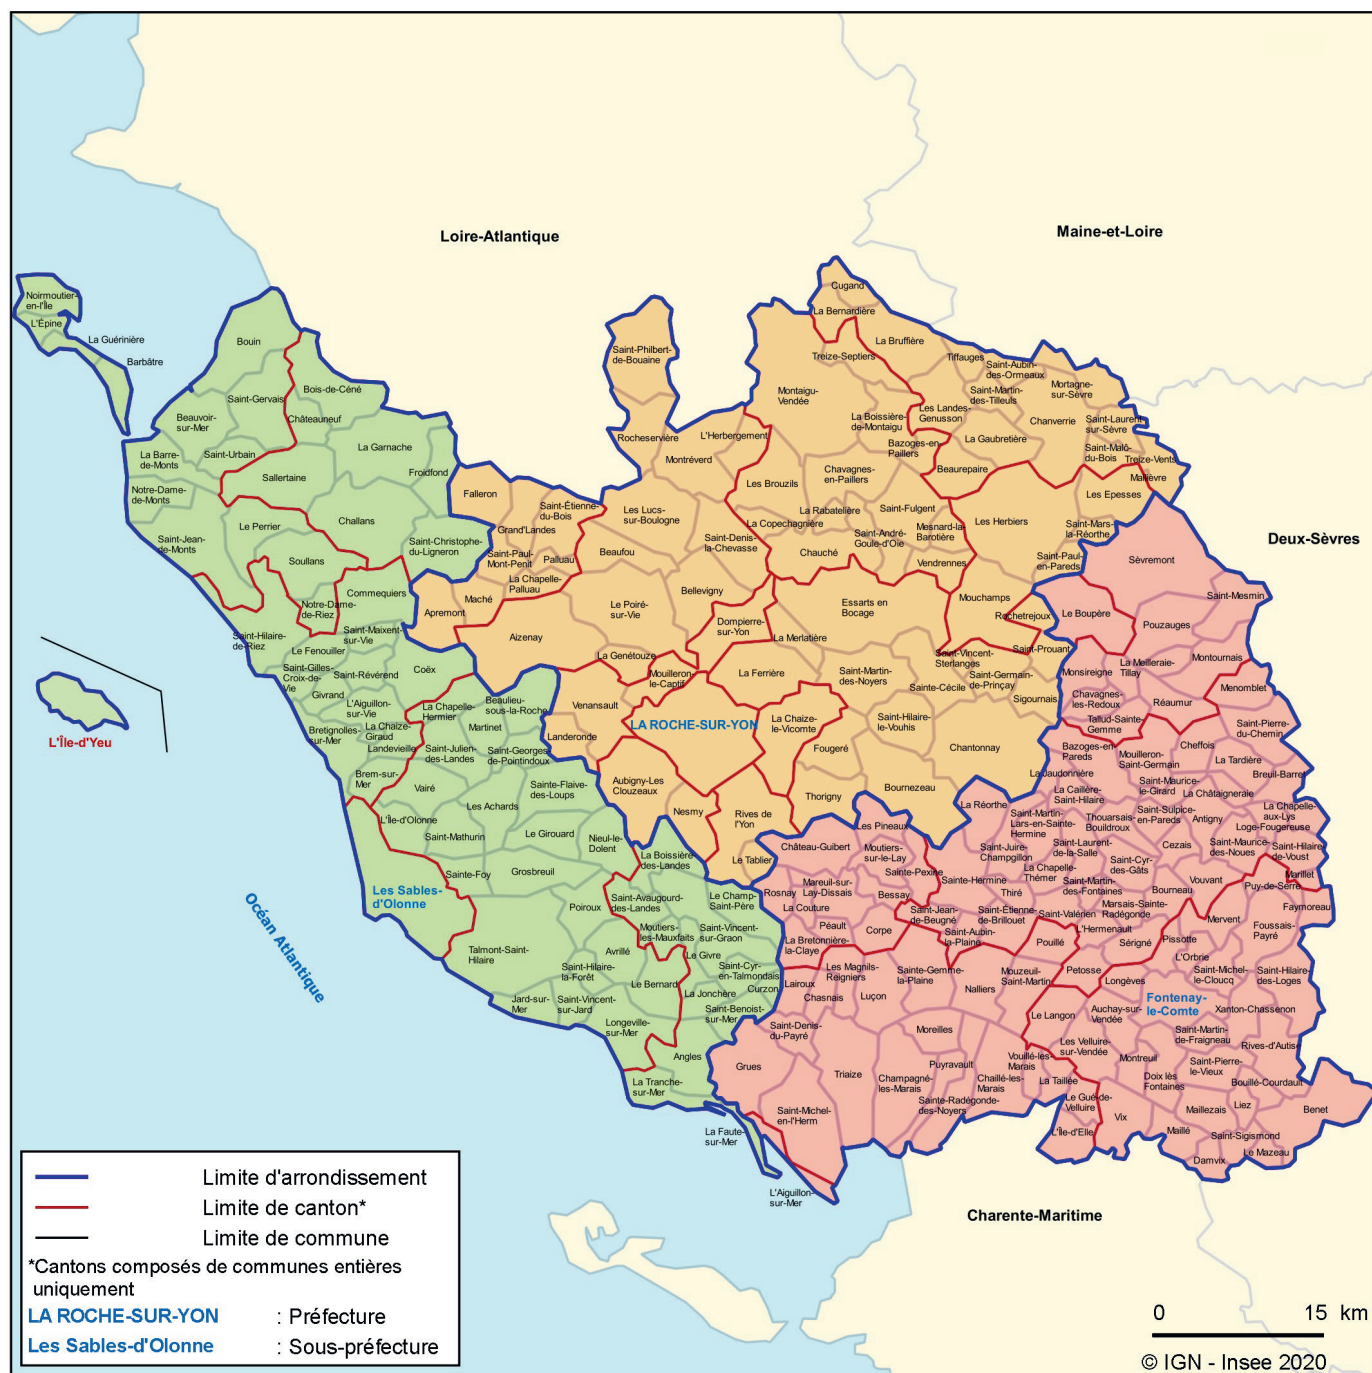 Loire-Atlantique
Maine-et-Loire
Deux-Sèvres
Charente-Maritime
Océan Atlantique
Noirmoutier-
en-l'Île
L'Épine
La Guérinière
Barbâtre
L'Île-d'Yeu
Bouin
Bois-de-Céné
Saint-Gervais
Châteauneuf
Beauvoir-
sur-Mer
La Garnache
Saint-Urbain
La Barre-
de-Monts
Froidfond
Sallertaine
Notre-Dame-
de-Monts
Le Perrier
Challans
Saint-Jean-
de-Monts
Saint-Christophe-
du-Ligneron
Soullans
Commequiers
Notre-Dame-
de-Riez
Saint-Hilaire-
de-Riez
Saint-Maixent-
sur-Vie
Le Fenouiller
Saint-Gilles-
Croix-de-
Vie
Saint-Révérend
Coëx
Givrand
L'Aiguillon-
sur-Vie
La Chapelle-
Hermier
Beaulieu-
sous-la-Roche
Bretignolles-
sur-Mer
La Chaize-
Giraud
Martinet
Landevieille
Saint-Julien-
des-Landes
Saint-Georges-
de-Pointindoux
Brem-sur-
Mer
Vairé
Sainte-Flaive-
des-Loups
Les Achards
L'Île-d'Olonne
Saint-Mathurin
Le Girouard
Nieul-le-
Dolent
La Boissière-
des-Landes
Sainte-Foy
Grosbreuil
Les Sables-
d'Olonne
Saint-Avaugourd-
des-Landes
Le Champ-
Saint-Père
Poiroux
Moutiers-
les-Mauxfaits
Saint-Vincent-
sur-Graon
Talmont-Saint-
Hilaire
Avrillé
Le Givre
Saint-Hilaire-
la-Forêt
Saint-Cyr-
en-Talmondais
Le Bernard
La Jonchère
Curzon
Jard-sur-
Mer
Saint-Vincent-
sur-Jard
Saint-Benoist-
sur-Mer
Longeville-
sur-Mer
Angles
La Tranche-
sur-Mer
La Faute-
sur-Mer
Cugand
La Bernardière
La Bruffière
Saint-Philbert-
de-Bouaine
Treize-Septiers
Tiffauges
Saint-Aubin-
des-Ormeaux
Montaigu-
Vendée
Saint-Martin-
des-Tilleuls
Mortagne-
sur-Sèvre
La Boissière-
de-Montaigu
Les Landes-
Genusson
Chanverrie
Saint-Laurent-
sur-Sèvre
Rocheservière
L'Herbergement
Bazoges-en-
Paillers
La Gaubretière
Saint-Malô-
du-Bois
Treize-Vents
Montréverd
Beaurepaire
Mallièvre
Chavagnes-
en-Paillers
Les Brouzils
Les Epesses
Falleron
Saint-Étienne-
du-Bois
Les Lucs-
sur-Boulogne
La Rabatelière
Saint-Fulgent
Les Herbiers
Saint-Mars-
la-Réorthe
Grand'Landes
La Copechagnière
Mesnard-la-
Barotière
Saint-Denis-
la-Chevasse
Saint-André-
Goule-d'Oie
Saint-Paul-
Mont-Penit
Palluau
Beaufou
Chauché
Vendrennes
Saint-Paul-
en-Pareds
La Chapelle-
Palluau
Bellevigny
Maché
Apremont
Le Poiré-
sur-Vie
Essarts en
Bocage
Mouchamps
Dompierre-
sur-Yon
Rochetrejoux
Aizenay
La Merlatière
La Genétouze
Saint-Vincent-
Sterlanges
Saint-Prouant
Mouilleron-
le-Captif
La Ferrière
Saint-Martin-
des-Noyers
Saint-Germain-
de-Prinçay
Sainte-Cécile
Sigournais
Venansault
LA ROCHE-SUR-YON
La Chaize-
le-Vicomte
Saint-Hilaire-
le-Vouhis
Landeronde
Fougeré
Chantonnay
Aubigny-Les
Clouzeaux
Thorigny
Bournezeau
Nesmy
Rives de
l'Yon
Le Tablier
Sèvremont
Saint-Mesmin
Le Boupère
Pouzauges
Monsireigne
La Meilleraie-
Tillay
Montournais
Chavagnes-
les-Redoux
Réaumur
Menomblet
Tallud-Sainte-
Gemme
Saint-Pierre-
du-Chemin
Bazoges-en-
Pareds
Mouilleron-
Saint-Germain
Cheffois
La Tardière
La Jaudonnière
Breuil-Barret
Saint-Maurice-
le-Girard
La Caillère-
Saint-Hilaire
La Châtaigneraie
La Réorthe
La Chapelle-
aux-Lys
Saint-Martin-
Lars-en-Sainte-
Hermine
Thouarsais-
Bouildroux
Saint-Sulpice-
en-Pareds
Antigny
Loge-Fougereuse
Les Pineaux
Château-Guibert
Moutiers-
sur-le-Lay
Saint-Juire-
Champgillon
Saint-Laurent-
de-la-Salle
Cezais
Saint-Maurice-
des-Noues
Saint-Hilaire-
de-Voust
Sainte-Pexine
La Chapelle-
Thémer
Saint-Cyr-
des-Gâts
Marillet
Rosnay
Mareuil-sur-
Lay-Dissais
Bessay
Sainte-Hermine
Thiré
Saint-Martin-
des-Fontaines
Bourneau
Vouvant
Puy-de-Serre
La Couture
Faymoreau
Péault
Corpe
Saint-Jean-
de-Beugné
Saint-Étienne-
de-Brillouet
Saint-Valérien
Marsais-Sainte-
Radégonde
Mervent
Foussais-
Payré
La Bretonnière-
la-Claye
Saint-Aubin-
la-Plaine
Pouillé
L'Hermenault
Sérigné
Pissotte
L'Orbrie
Lairoux
Les Magnils-
Reigniers
Sainte-Gemme-
la-Plaine
Mouzeuil-
Saint-Martin
Petosse
Longèves
Saint-Michel-
le-Cloucq
Saint-Hilaire-
des-Loges
Chasnais
Luçon
Nalliers
Fontenay-
le-Comte
Xanton-Chassenon
Le Langon
Auchay-sur-
Vendée
Saint-Denis-
du-Payré
Moreilles
Saint-Martin-
de-Fraigneau
Rives-d'Autise
Les Velluire-
sur-Vendée
Grues
Triaize
Puyravault
Vouillé-les-
Marais
Montreuil
Saint-Pierre-
le-Vieux
Champagné-
les-Marais
Chaillé-les-
Marais
La Taillée
Doix lès
Fontaines
Bouillé-Courdault
Saint-Michel-
en-l'Herm
Sainte-Radégonde-
des-Noyers
Le Gué-de-
Velluire
Vix
Maillezais
Liez
Benet
L'Île-d'Elle
Maillé
Saint-Sigismond
Le Mazeau
Damvix
L'Aiguillon-
sur-Mer
Limite d'arrondissement
Limite de canton*
Limite de commune
*Cantons composés de communes entières
uniquement
LA ROCHE-SUR-YON : Préfecture
Les Sables-d'Olonne : Sous-préfecture
0 15 km
© IGN - Insee 2020